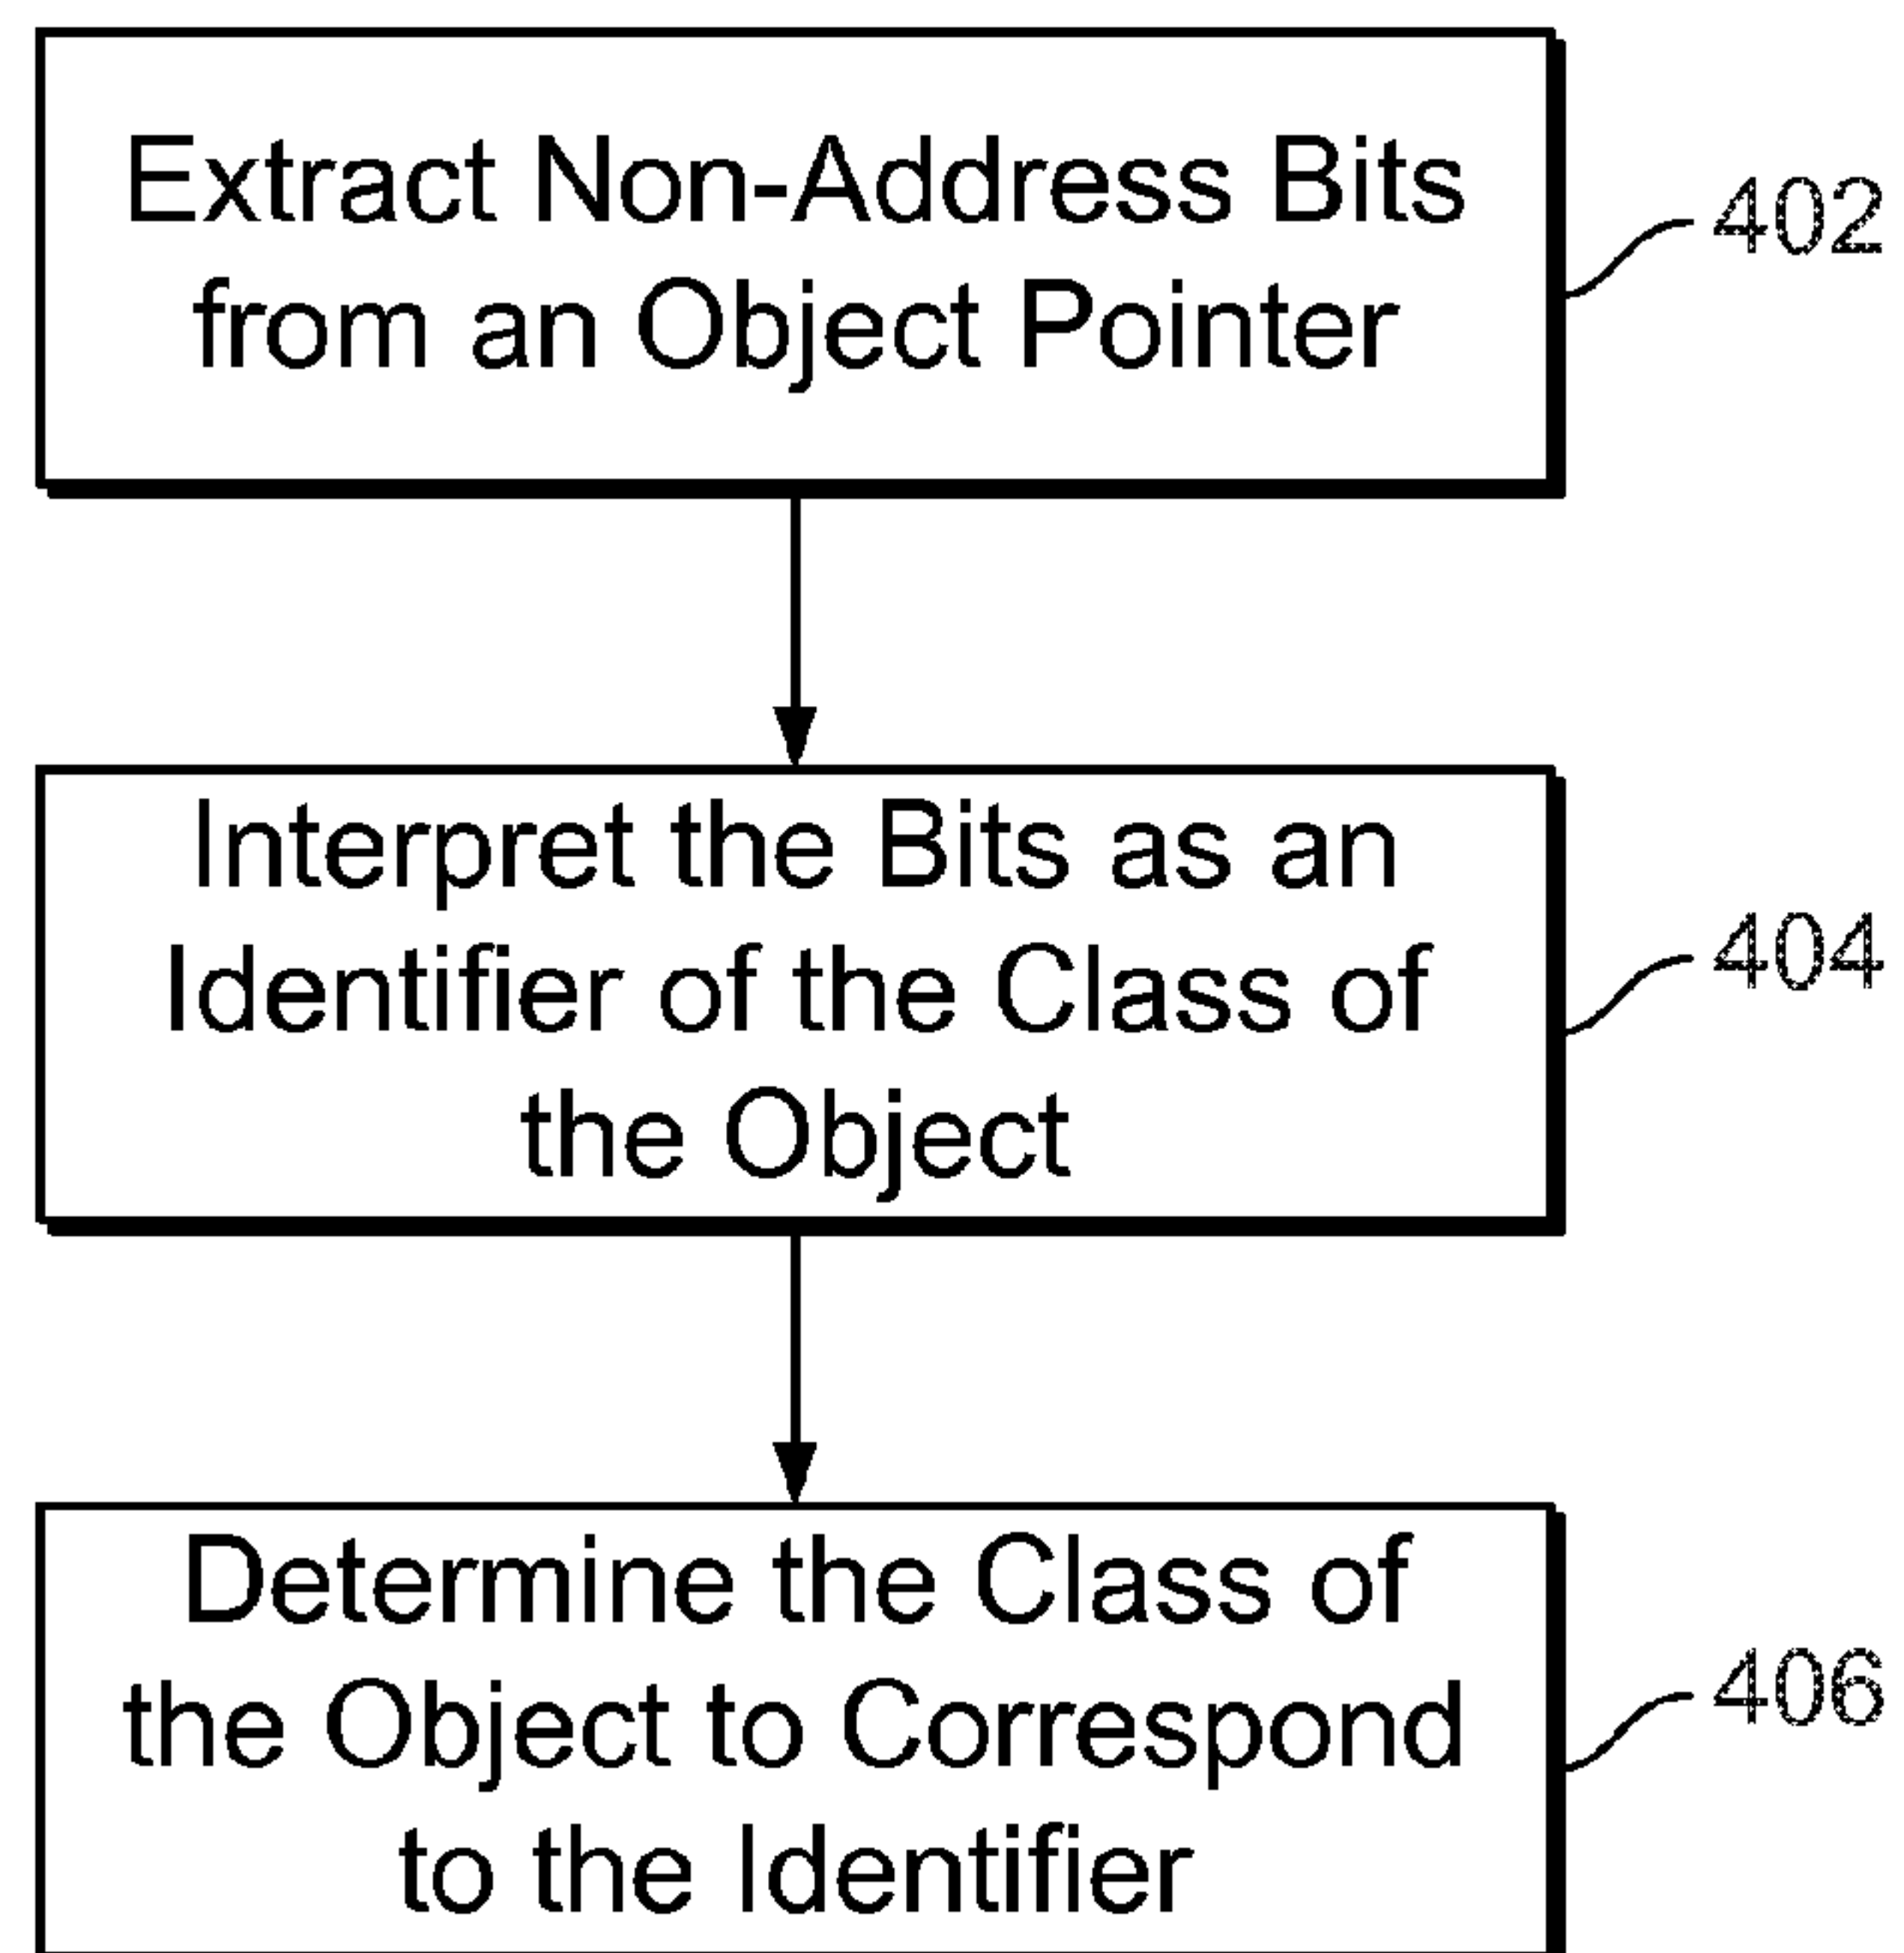 Extract Non-Address Bits
from an Object Pointer
402
Interpret the Bits as an
Identifier of the Class of
the Object
404
Determine the Class of
the Object to Correspond
to the Identifier
406